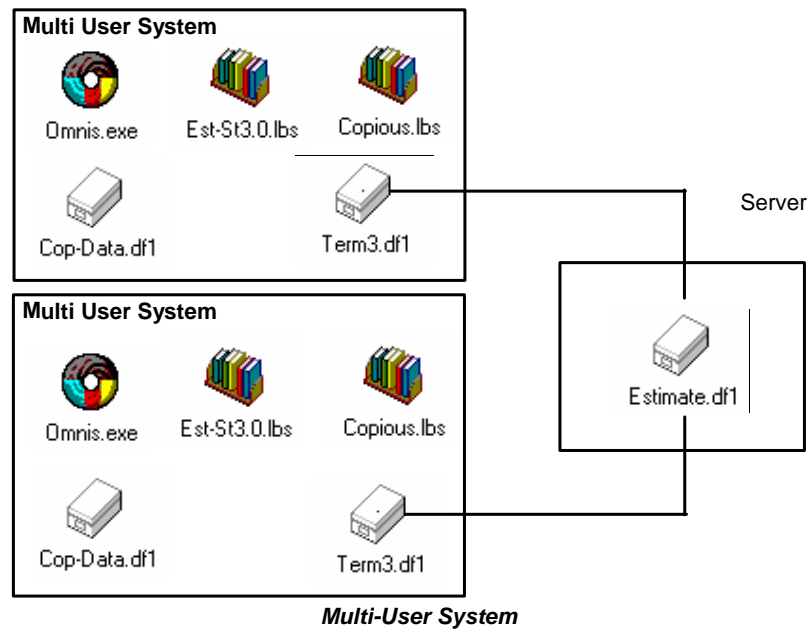 Multi User System
Omnis.exe
Est-St3.0.lbs
Copious.lbs
Cop-Data.df1
Term3.df1
Server
Multi User System
Estimate.df1
Omnis.exe
Est-St3.0.lbs
Copious.lbs
Cop-Data.df1
Term3.df1
Multi-User System